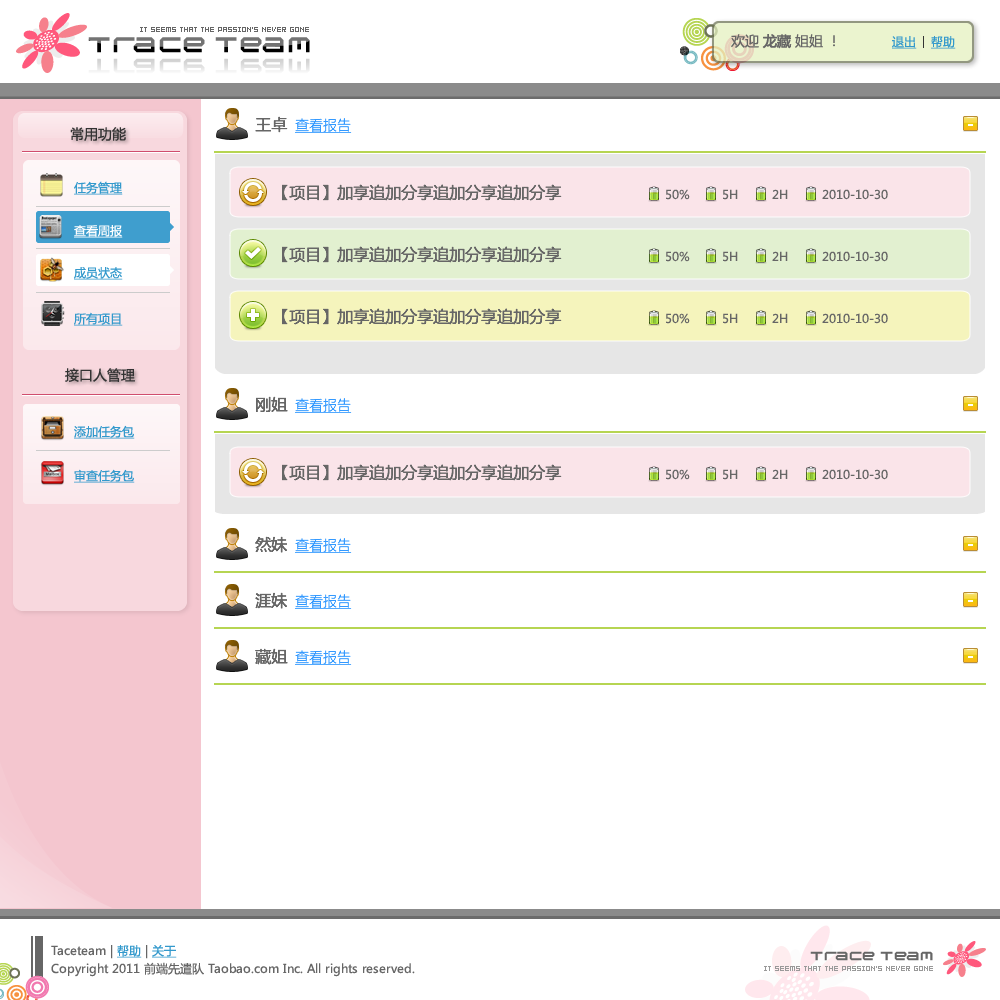 IT SEEMS THAT THE PASSION'S NEVER GONE
Trace Team
欢迎 龙藏 姐姐 ！
退出 | 帮助
常用功能
任务管理
查看周报
成员状态
所有项目
接口人管理
添加任务包
审查任务包
王卓 查看报告
【项目】加享追加分享追加分享追加分享 50% 5H 2H 2010-10-30
【项目】加享追加分享追加分享追加分享 50% 5H 2H 2010-10-30
【项目】加享追加分享追加分享追加分享 50% 5H 2H 2010-10-30
刚姐 查看报告
【项目】加享追加分享追加分享追加分享 50% 5H 2H 2010-10-30
然妹 查看报告
涯妹 查看报告
藏姐 查看报告
Taceteam | 帮助 | 关于
Copyright 2011 前端先遣队 Taobao.com Inc. All rights reserved.
Trace Team
IT SEEMS THAT THE PASSION'S NEVER GONE